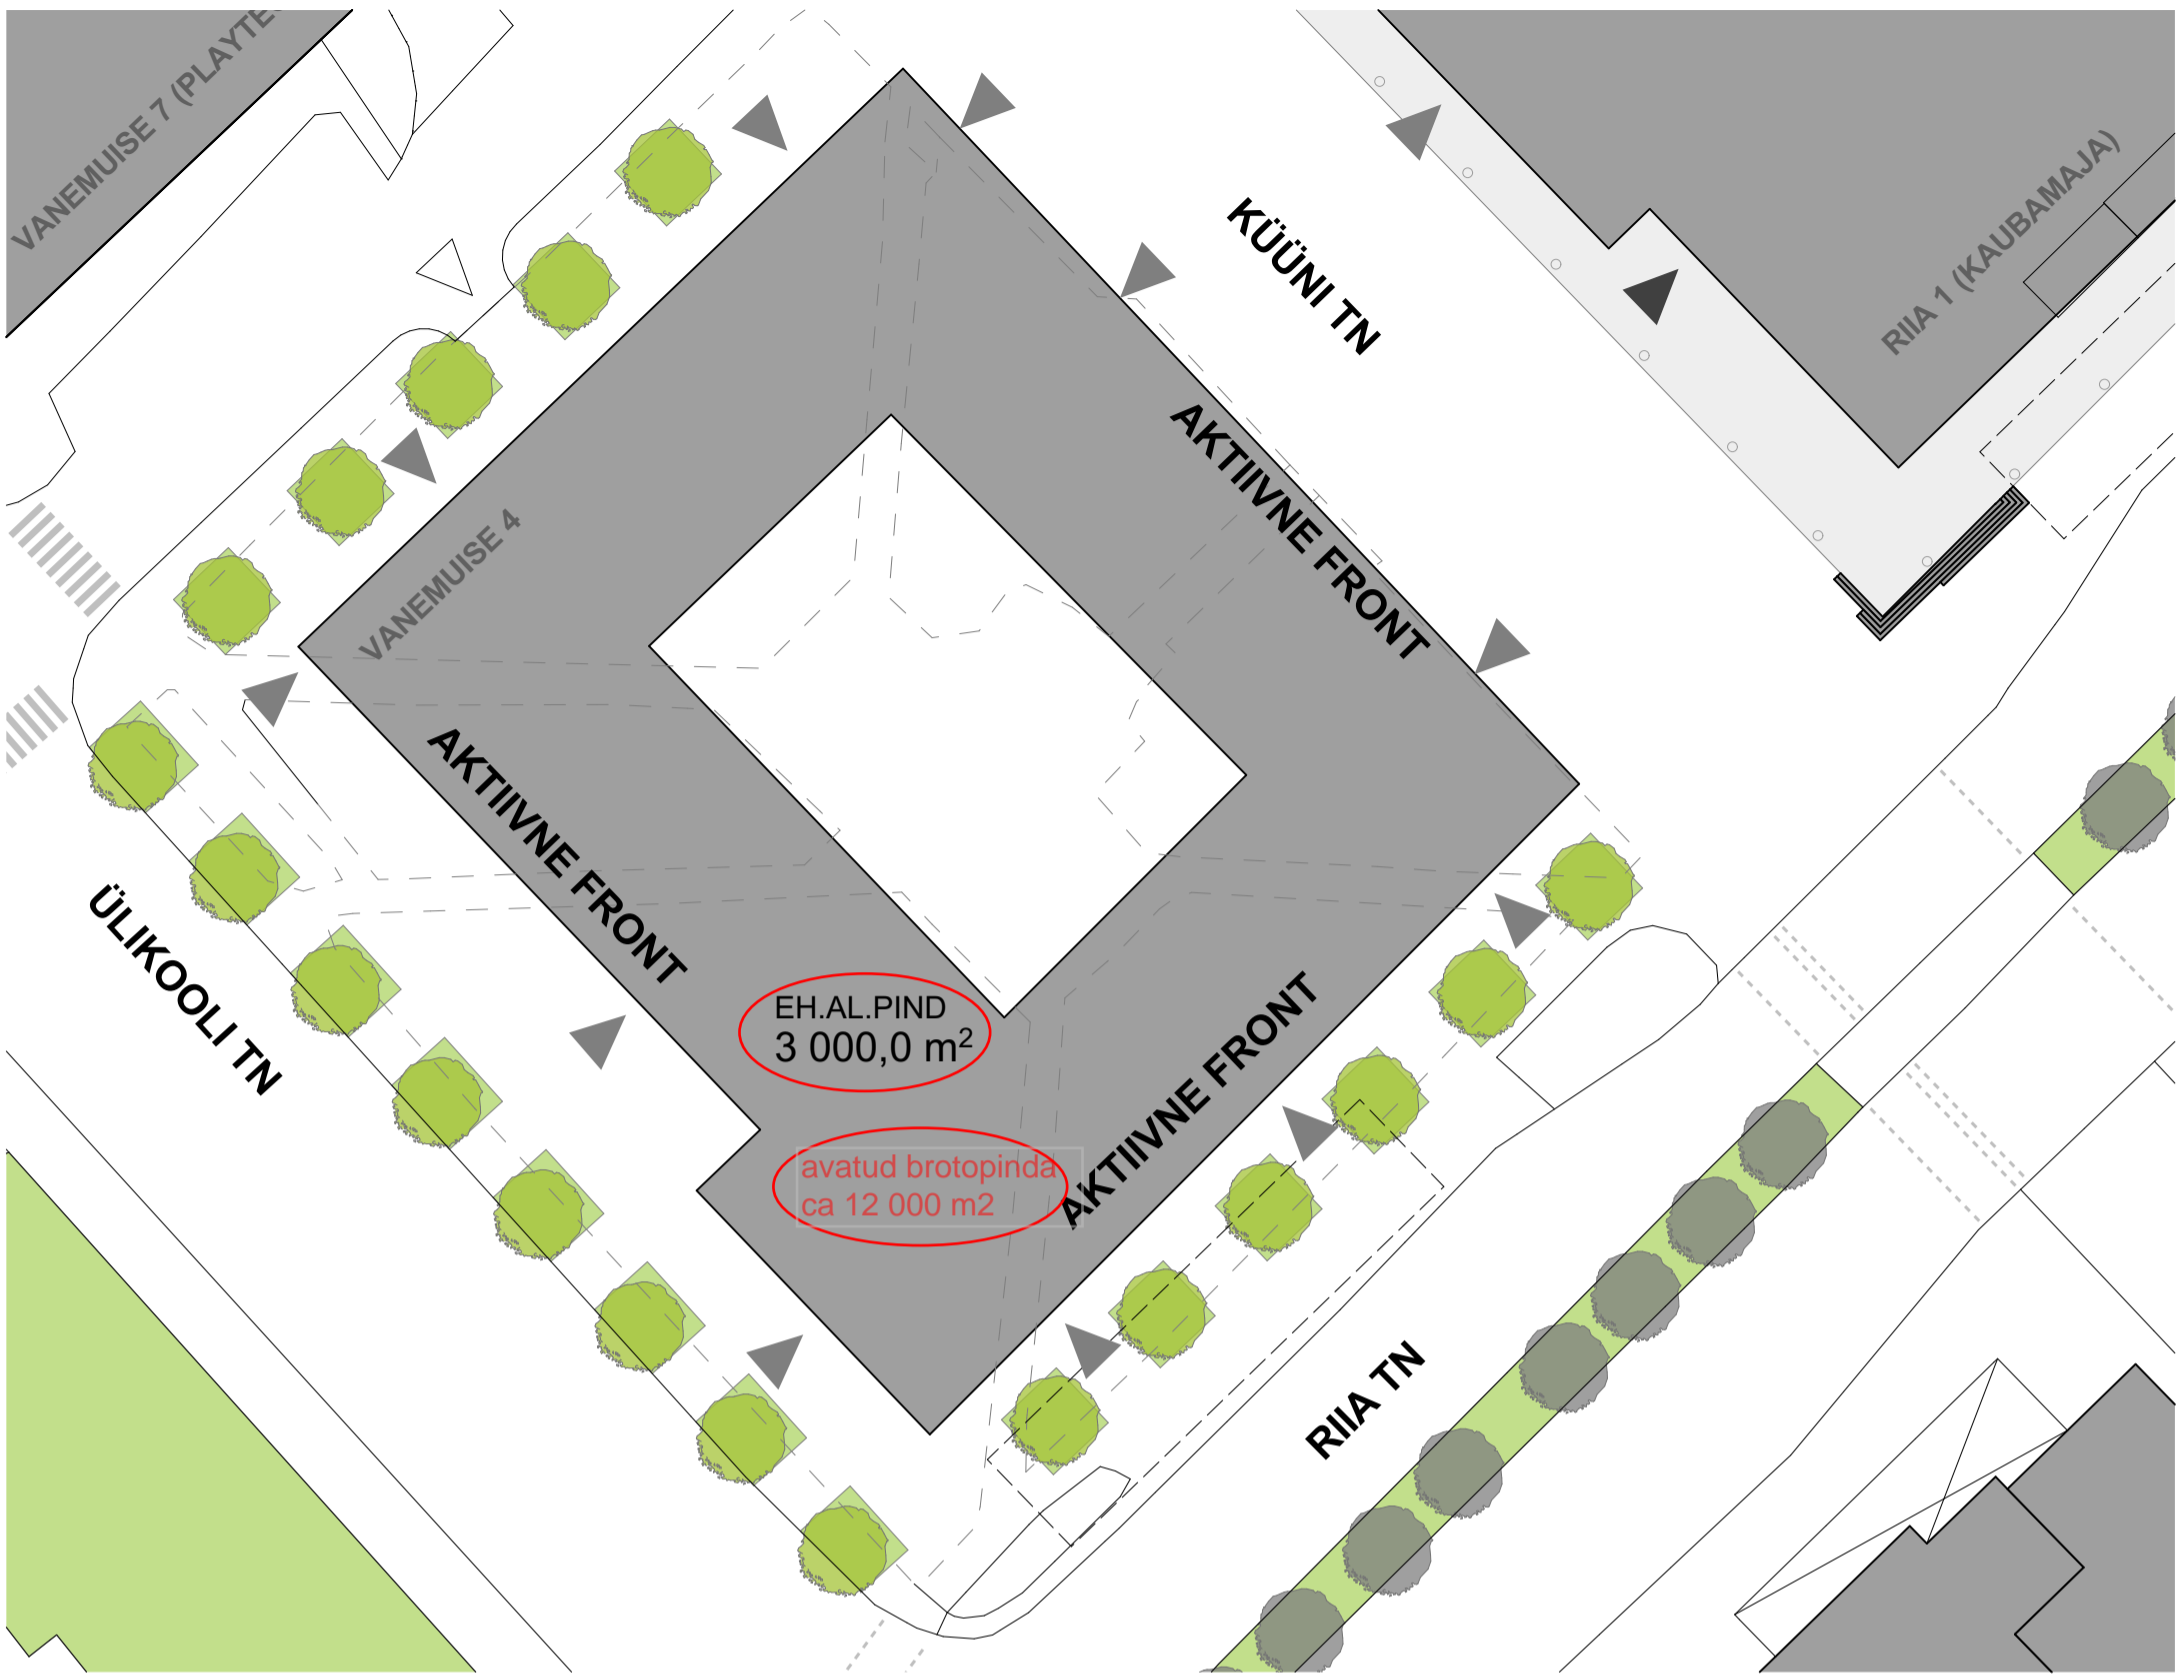 VANEMUISE 7 (PLAYTE
KÜÜNI TN
RIIA 1 (KAUBAMAJA)
AKTIIVNE FRONT
VANEMUISE 4
AKTIIVNE FRONT
ÜLIKOOLI TN
EH.AL.PIND
3 000,0 m²
AKTIIVNE FRONT
avatud brotopinda
ca 12 000 m2
RIIA TN